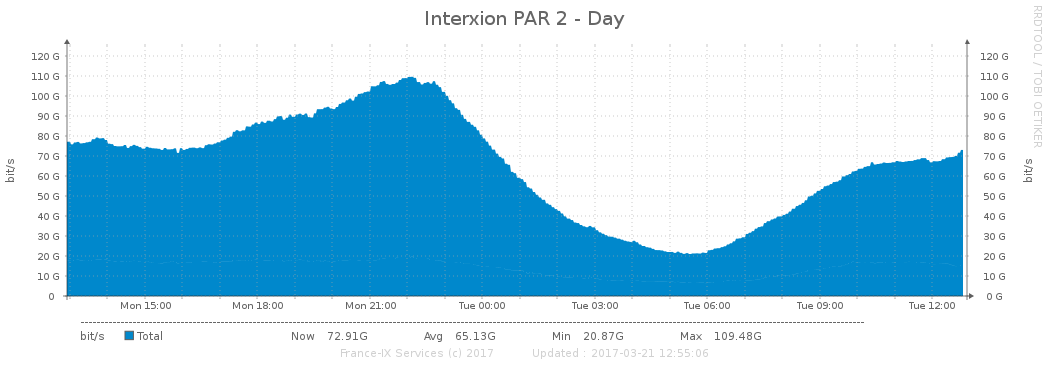 Interxion PAR 2 - Day
RRDTOOL / TOBI OETIKER
120 G 120 G
110 G 110 G
100 G 100 G
90 G 90 G
80 G 80 G
70 G 70 G
60 G 60 G
50 G 50 G
40 G 40 G
30 G 30 G
20 G 20 G
10 G 10 G
0 0 G
bit/s bit/s
Mon 15:00 Mon 18:00 Mon 21:00 Tue 00:00 Tue 03:00 Tue 06:00 Tue 09:00 Tue 12:00
bit/s Total Now 72.91G Avg 65.13G Min 20.87G Max 109.48G
France-IX Services (c) 2017 Updated : 2017-03-21 12:55:06